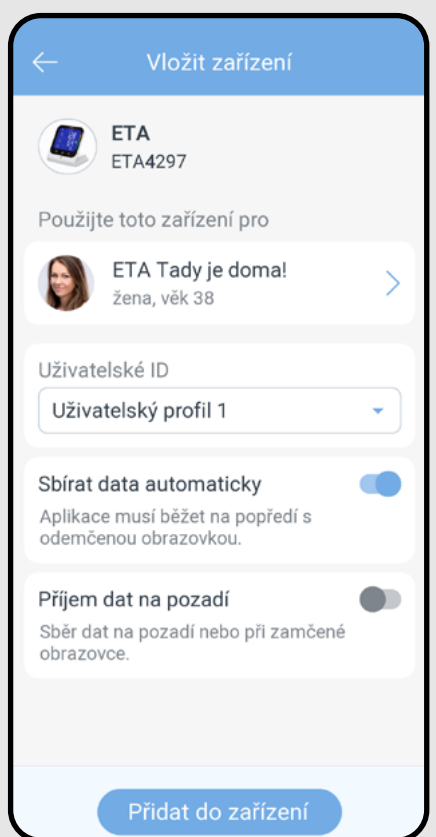 Vložit zařízení
ETA
ETA4297
Použijte toto zařízení pro
ETA Tady je doma!
žena, věk 38
Uživatelské ID
Uživatelský profil 1
Sbírat data automaticky
Aplikace musí běžet na popředí s
odemčenou obrazovkou.
Příjem dat na pozadí
Sběr dat na pozadí nebo při zamčené
obrazovce.
Přidat do zařízení